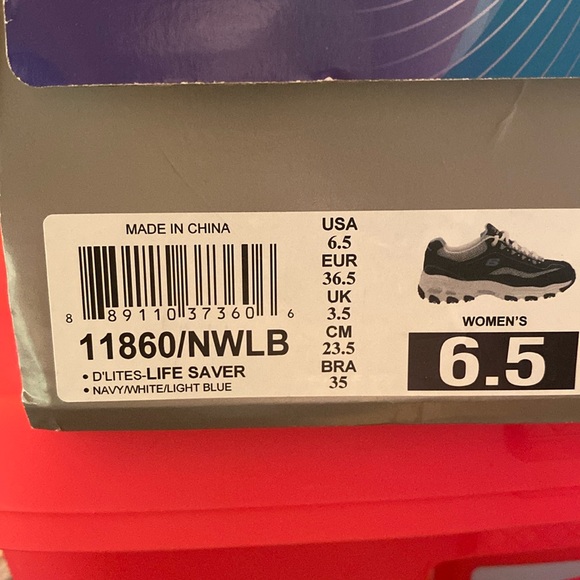 MADE IN CHINA
8 89110 37360 6
11860/NWLB
• D'LITES-LIFE SAVER
• NAVY/WHITE/LIGHT BLUE
USA
6.5
EUR
36.5
UK
3.5
CM
23.5
BRA
35
WOMEN'S
6.5